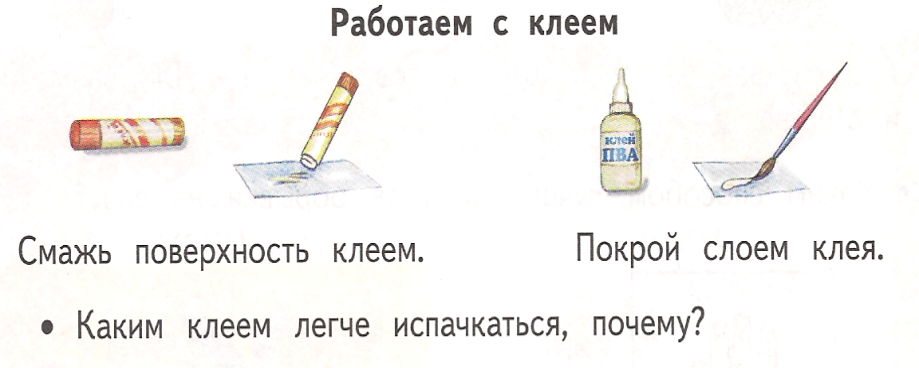 Работаем с клеем
клей
ПВА
Смажь поверхность клеем.
Покрой слоем клея.
• Каким клеем легче испачкаться, почему?